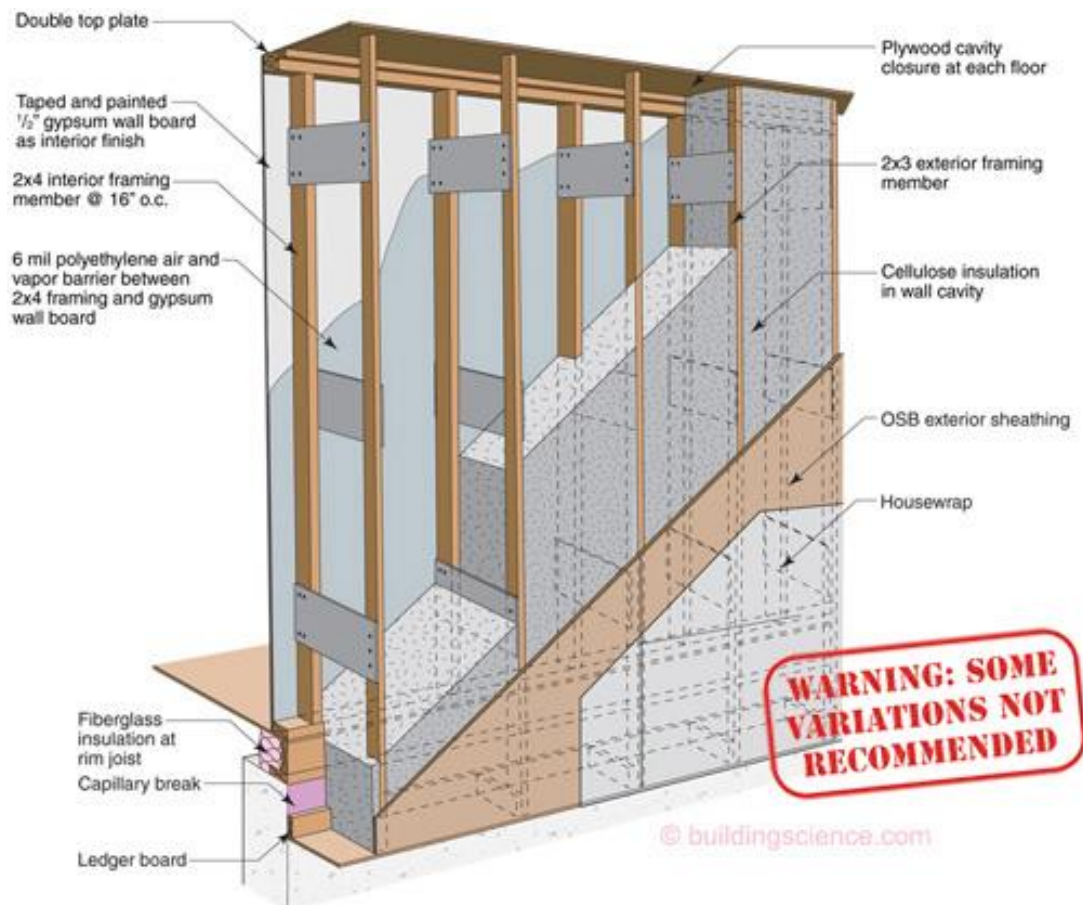 Double top plate
Taped and painted
1/2" gypsum wall board
as interior finish
2x4 interior framing
member @ 16" o.c.
6 mil polyethylene air and
vapor barrier between
2x4 framing and gypsum
wall board
Fiberglass
insulation at
rim joist
Capillary break
Ledger board
Plywood cavity
closure at each floor
2x3 exterior framing
member
Cellulose insulation
in wall cavity
OSB exterior sheathing
Housewrap
WARNING: SOME
VARIATIONS NOT
RECOMMENDED
© buildingscience.com